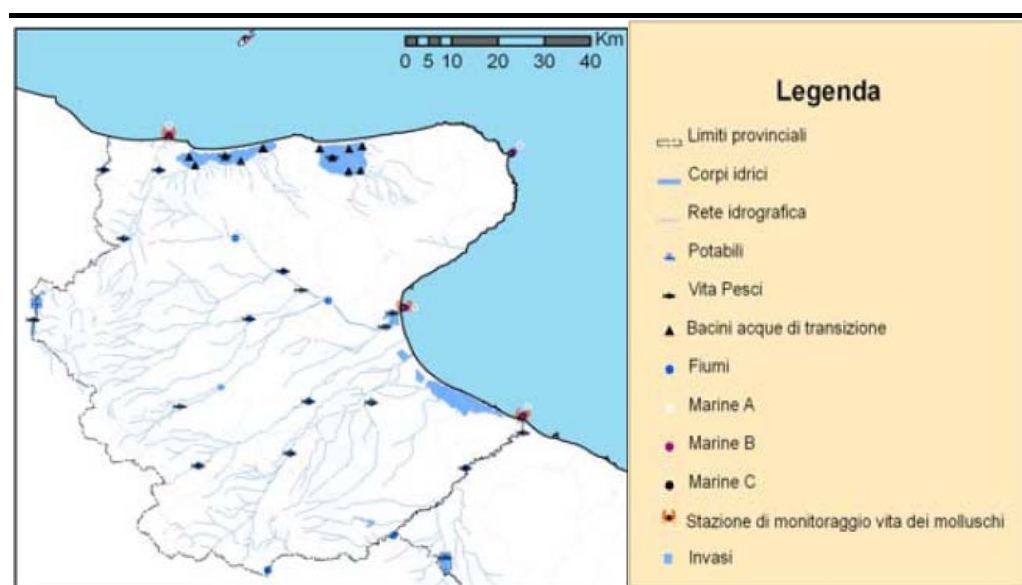 Km
0 5 10 20 30 40
Legenda
Limiti provinciali
Corpi idrici
Rete idrografica
Potabili
Vita Pesci
Bacini acque di transizione
Fiumi
Marine A
Marine B
Marine C
Stazione di monitoraggio vita dei molluschi
Invasi